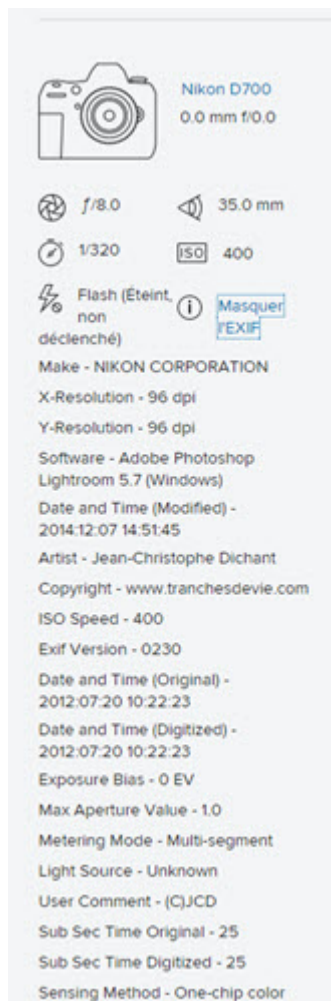 Nikon D700
0.0 mm f/0.0
ƒ/8.0
35.0 mm
1/320
ISO
400
Flash (Éteint,
non
déclenché)
Masquer
l'EXIF
Make - NIKON CORPORATION
X-Resolution - 96 dpi
Y-Resolution - 96 dpi
Software - Adobe Photoshop
Lightroom 5.7 (Windows)
Date and Time (Modified) -
2014:12:07 14:51:45
Artist - Jean-Christophe Dichant
Copyright - www.tranchesdevie.com
ISO Speed - 400
Exif Version - 0230
Date and Time (Original) -
2012:07:20 10:22:23
Date and Time (Digitized) -
2012:07:20 10:22:23
Exposure Bias - 0 EV
Max Aperture Value - 1.0
Metering Mode - Multi-segment
Light Source - Unknown
User Comment - (C)JCD
Sub Sec Time Original - 25
Sub Sec Time Digitized - 25
Sensing Method - One-chip color